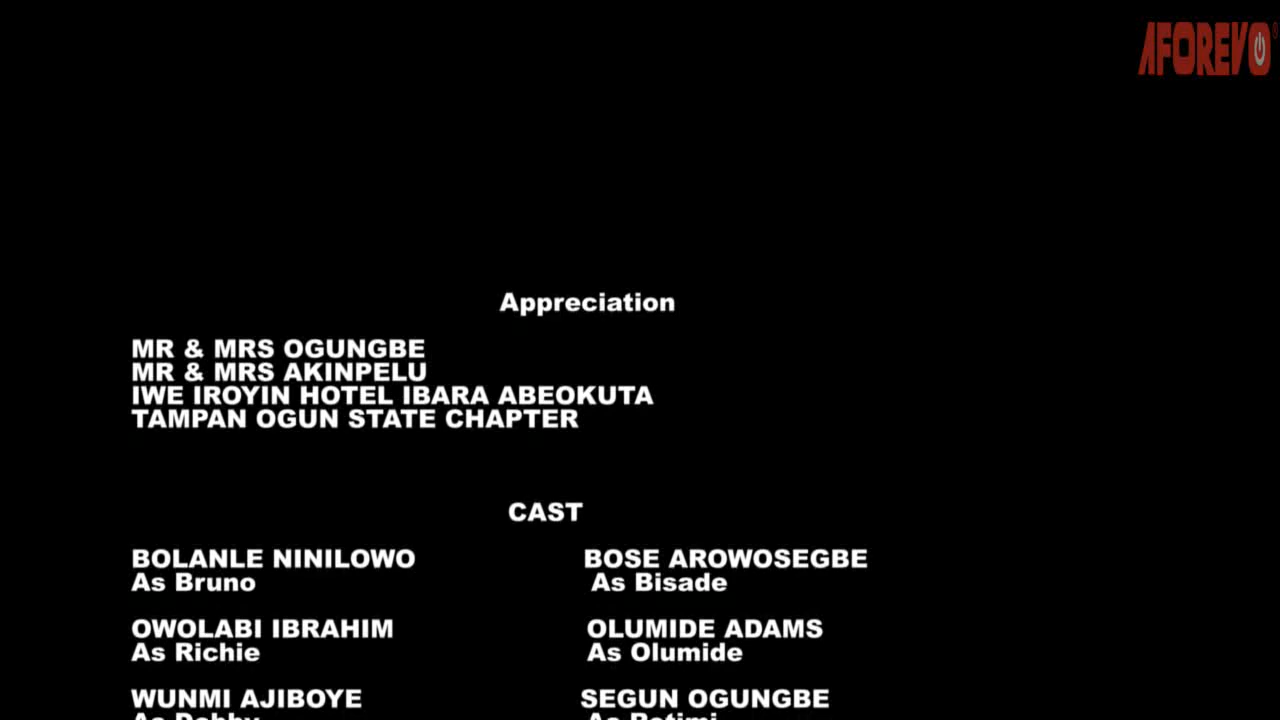 AFOREVO
Appreciation
MR & MRS OGUNGBE
MR & MRS AKINPELU
IWE IROYIN HOTEL IBARA ABEOKUTA
TAMPAN OGUN STATE CHAPTER
CAST
BOLANLE NINILOWO
As Bruno
BOSE AROWOSEGBE
As Bisade
OWOLABI IBRAHIM
As Richie
OLUMIDE ADAMS
As Olumide
WUNMI AJIBOYE
As
SEGUN OGUNGBE
As